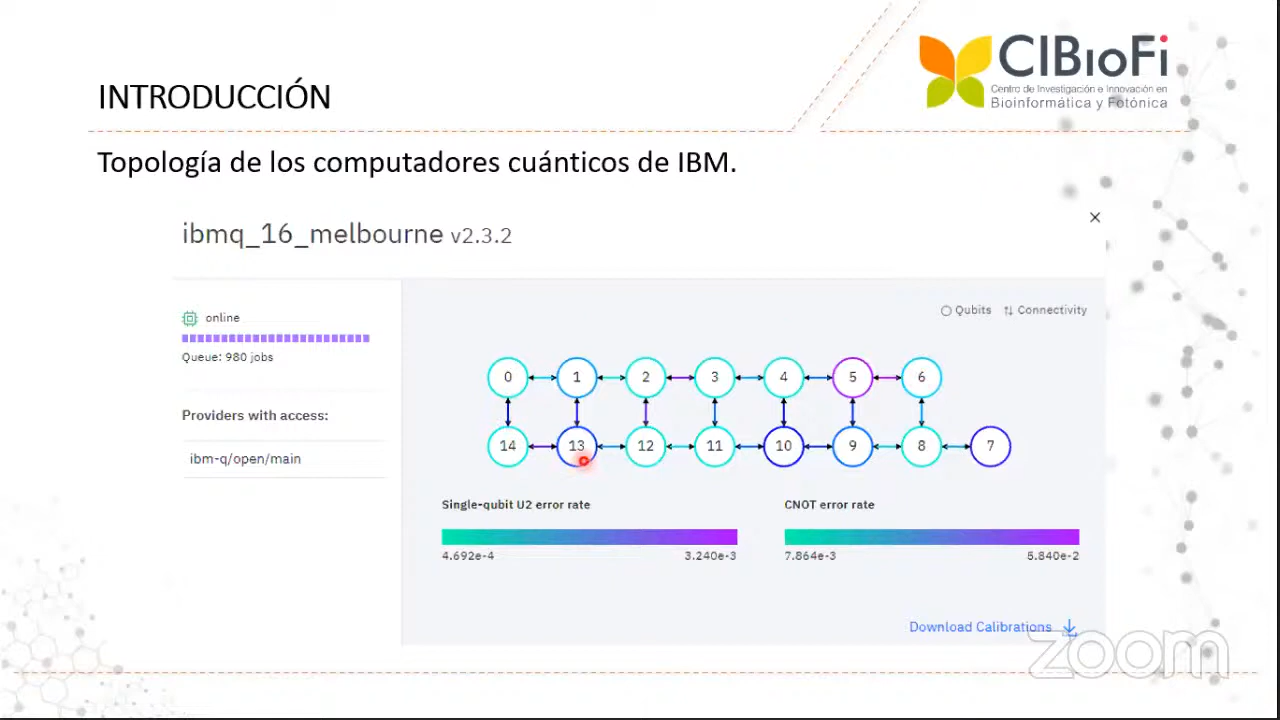 CIBioFi
Centro de Investigación e Innovación en
Bioinformática y Fotónica
INTRODUCCIÓN
Topología de los computadores cuánticos de IBM.
ibmq_16_melbourne v2.3.2
×
online
Queue: 980 jobs
Providers with access:
ibm-q/open/main
Qubits Connectivity
0 1 2 3 4 5 6
14 13 12 11 10 9 8 7
Single-qubit U2 error rate CNOT error rate
4.692e-4 3.240e-3 7.864e-3 5.840e-2
Download Calibrations
zoom